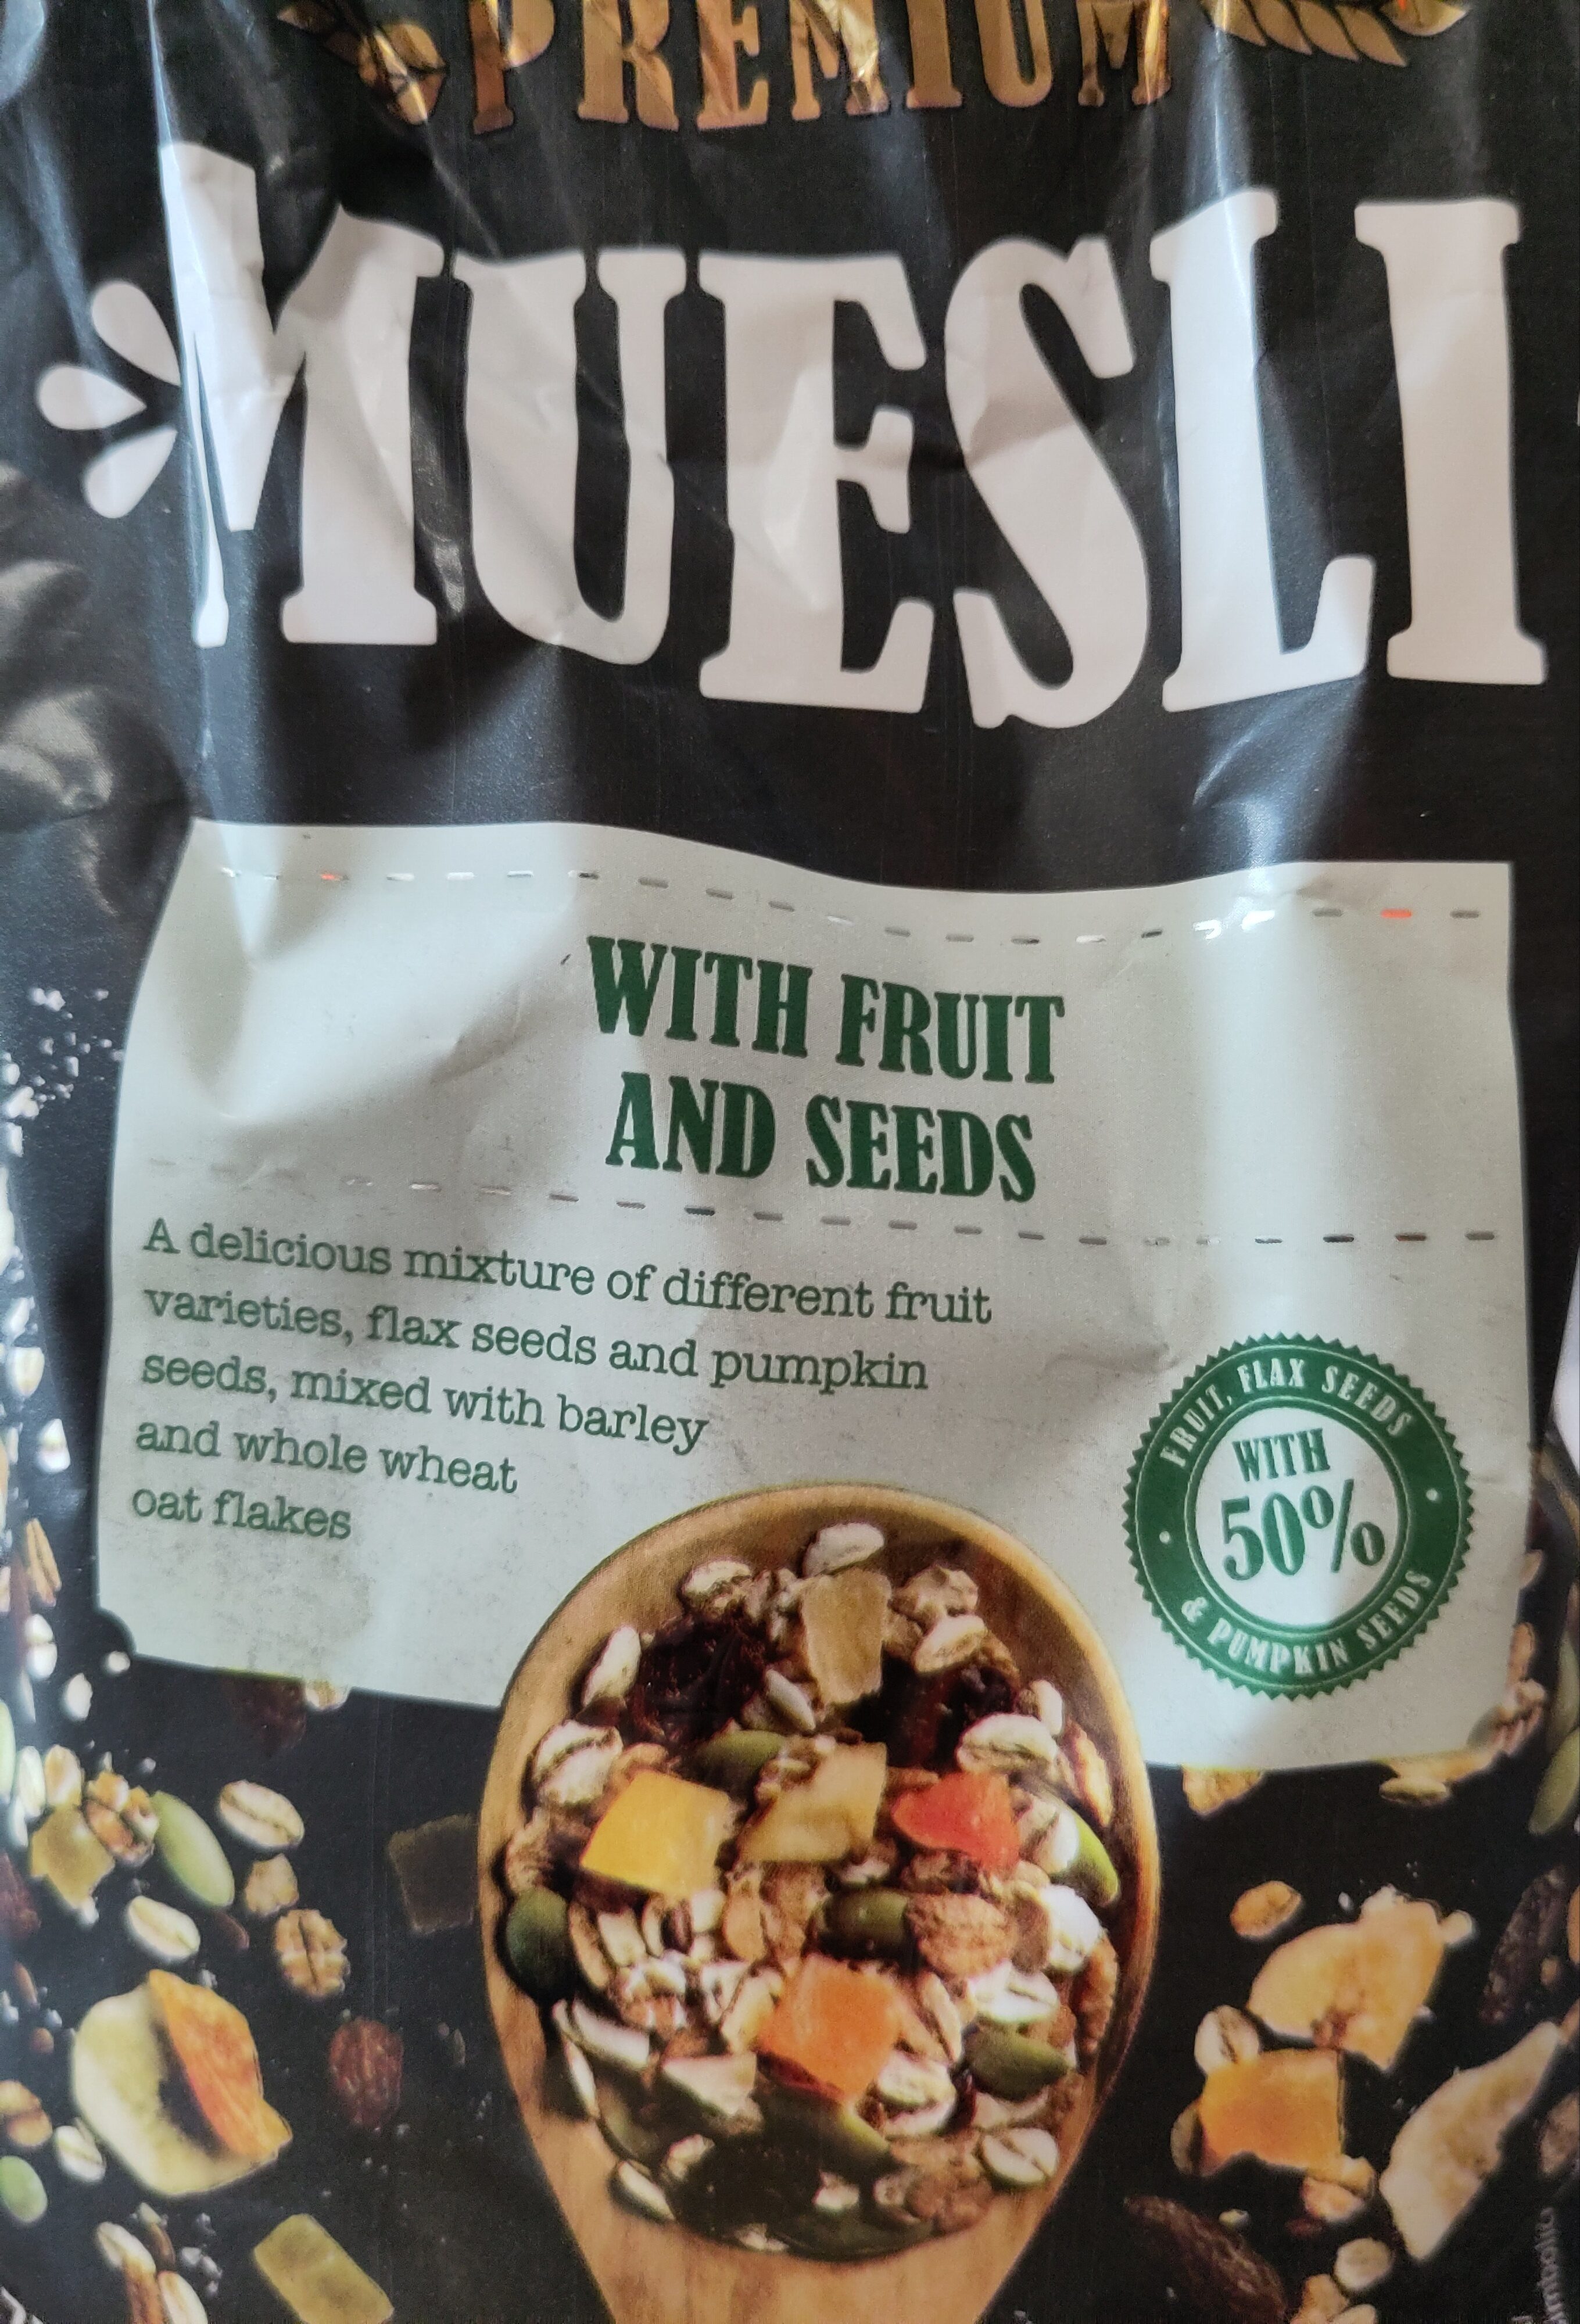 PREMIUM
MUESLI
WITH FRUIT
AND SEEDS
A delicious mixture of different fruit
varieties, flax seeds and pumpkin
seeds, mixed with barley
and whole wheat
oat flakes
FRUIT, FLAX SEEDS
WITH
50%
& PUMPKIN SEEDS